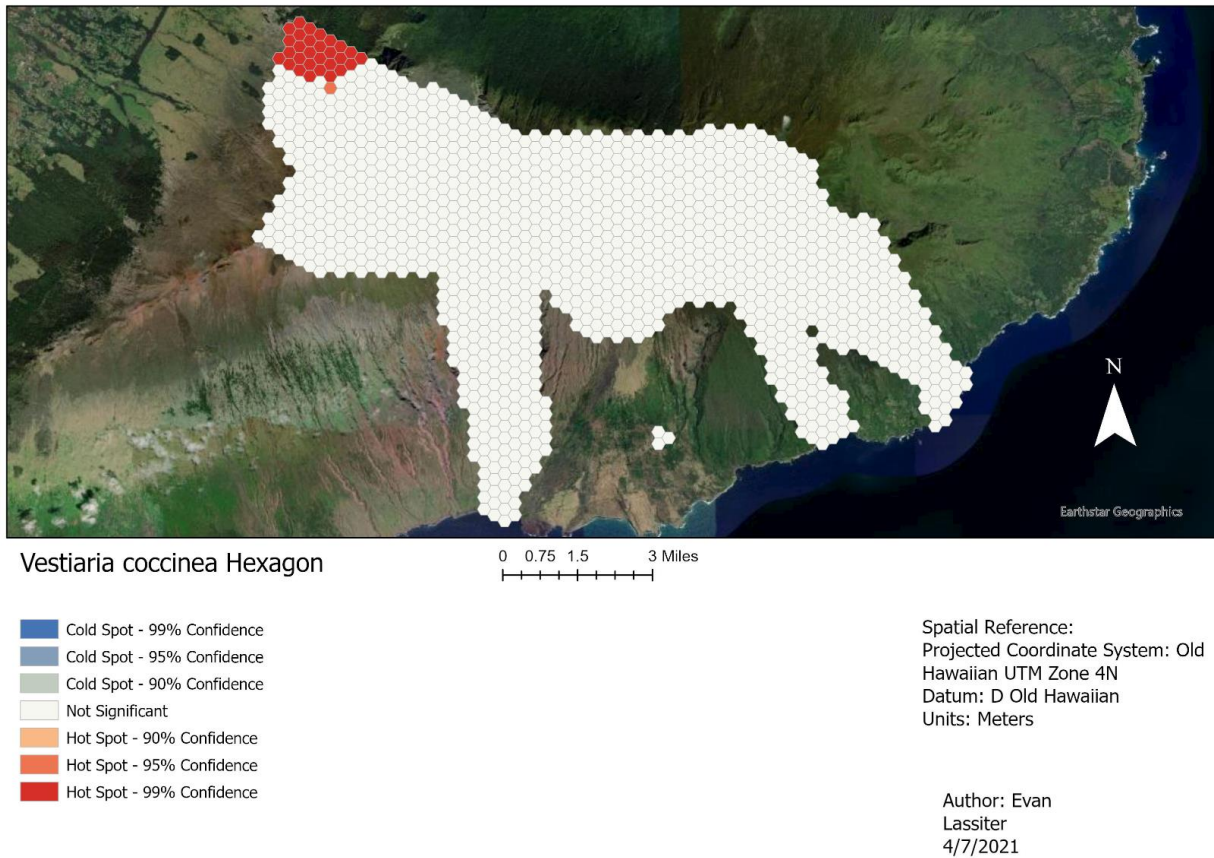 N
Earthstar Geographics
Vestiaria coccinea Hexagon
0 0.75 1.5 3 Miles
Cold Spot - 99% Confidence
Cold Spot - 95% Confidence
Cold Spot - 90% Confidence
Not Significant
Hot Spot - 90% Confidence
Hot Spot - 95% Confidence
Hot Spot - 99% Confidence
Spatial Reference:
Projected Coordinate System: Old
Hawaiian UTM Zone 4N
Datum: D Old Hawaiian
Units: Meters
Author: Evan
Lassiter
4/7/2021